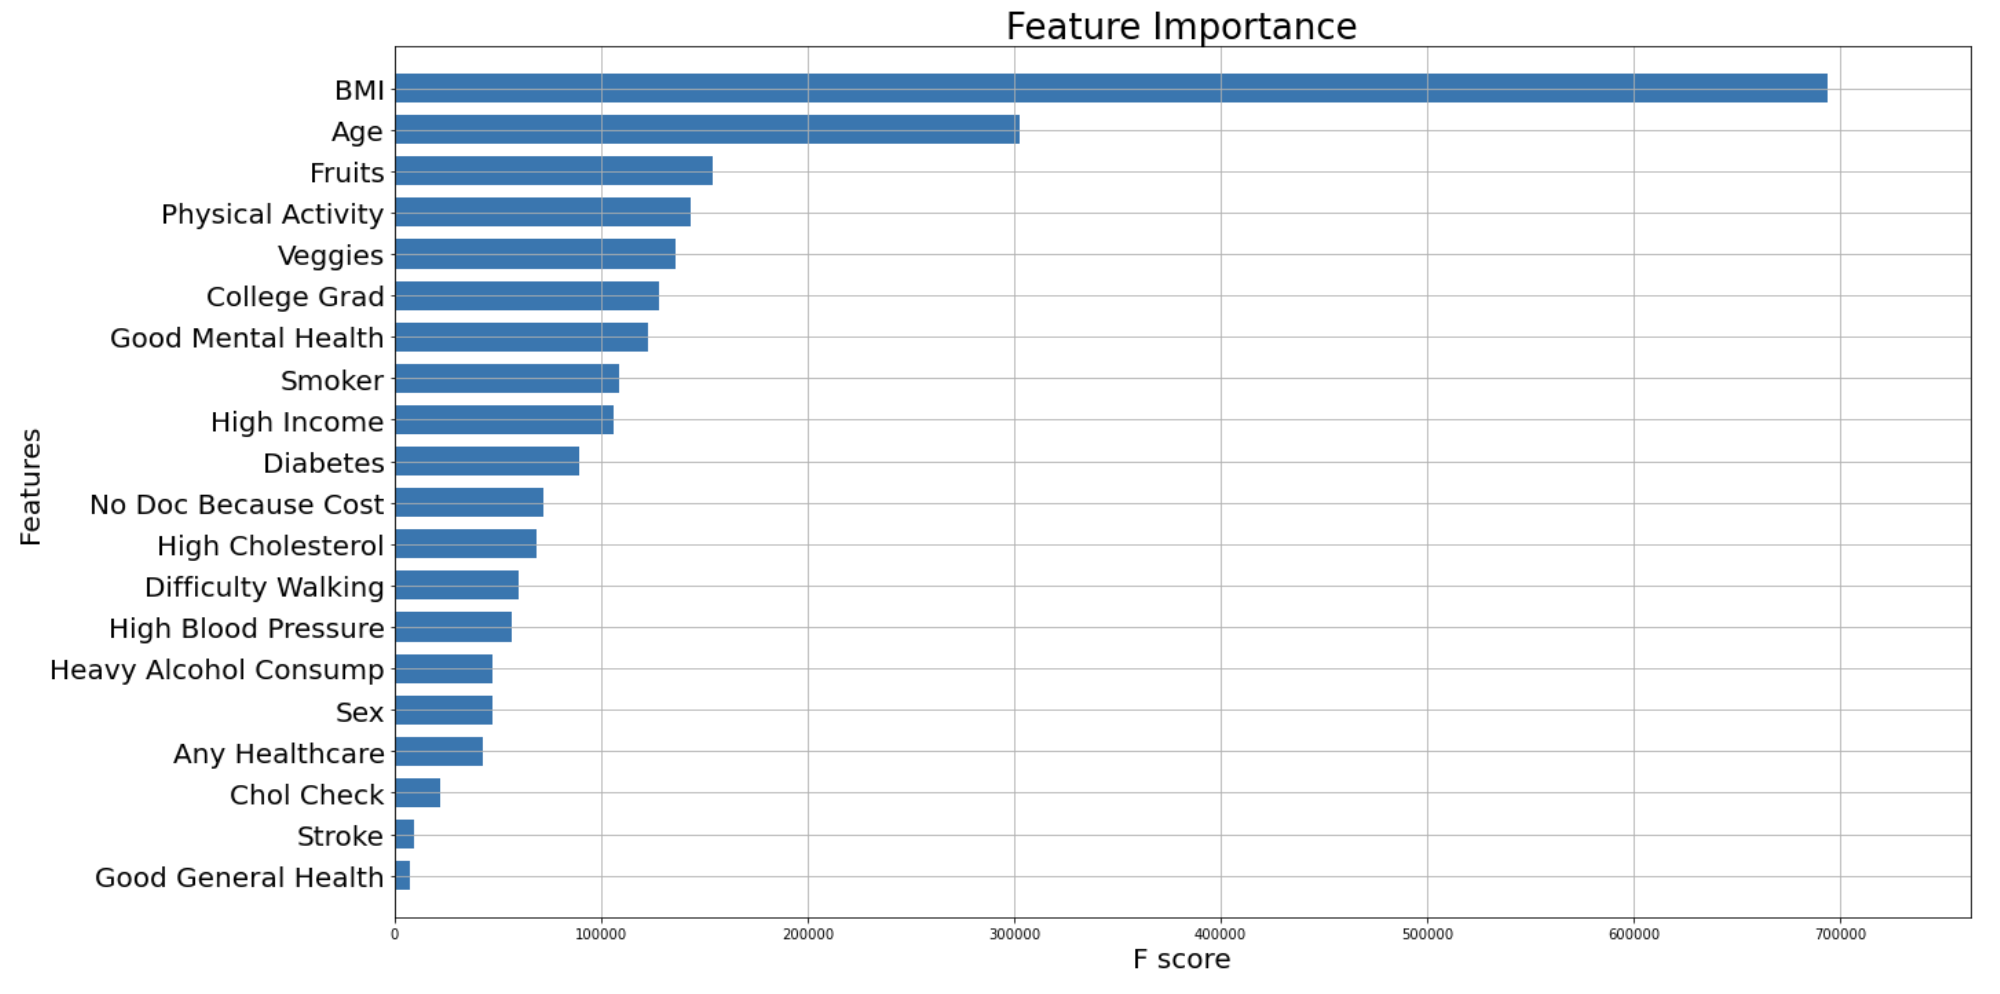 Feature Importance
BMI
Age
Fruits
Physical Activity
Veggies
College Grad
Good Mental Health
Smoker
High Income
Diabetes
No Doc Because Cost
High Cholesterol
Difficulty Walking
High Blood Pressure
Heavy Alcohol Consump
Sex
Any Healthcare
Chol Check
Stroke
Good General Health
Features
0 100000 200000 300000 400000 500000 600000 700000
F score